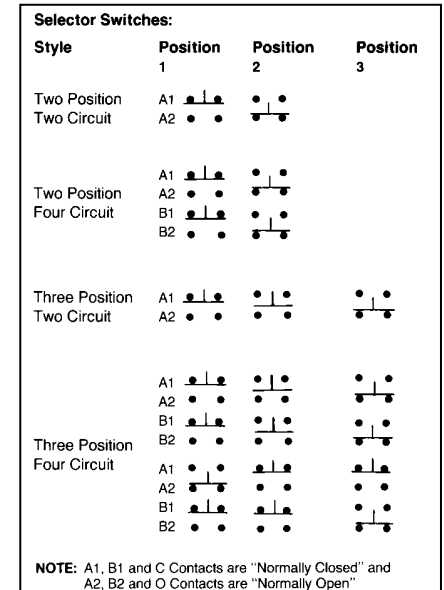 Selector Switches:
Style Position Position Position
1 2 3
Two Position A1
Two Circuit A2
A1
Two Position A2
Four Circuit B1
B2
Three Position A1
Two Circuit A2
A1
A2
B1
B2
Three Position
Four Circuit A1
A2
B1
B2
NOTE: A1, B1 and C Contacts are "Normally Closed" and
A2, B2 and O Contacts are "Normally Open"